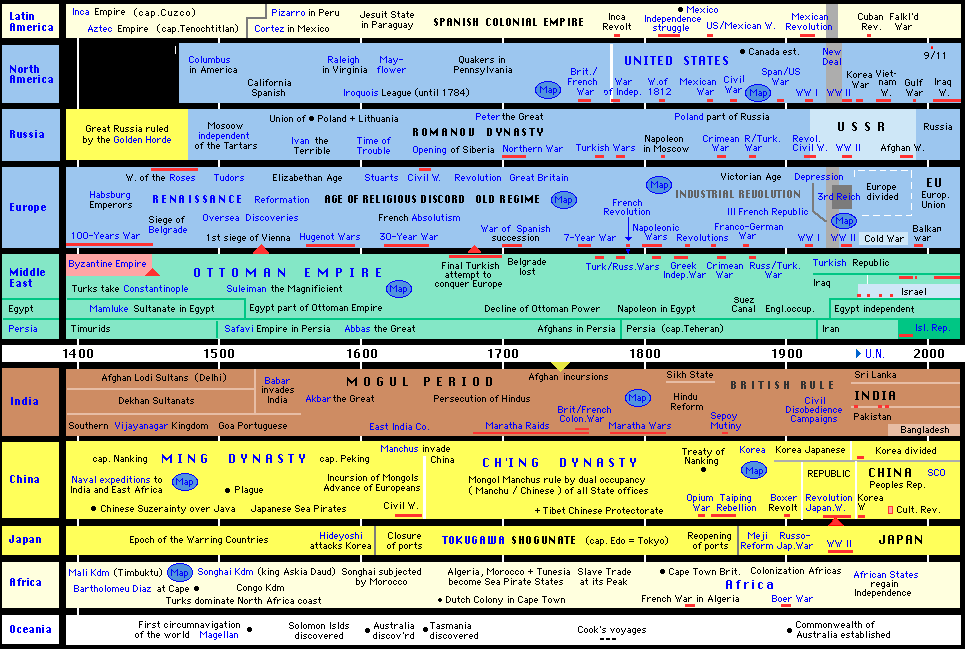 Latin
America
Inca Empire (cap.Cuzco)
Aztec Empire (cap.Tenochtitlan)
Pizarro in Peru
Cortez in Mexico
Jesuit State
in Paraguay
SPANISH COLONIAL EMPIRE
Inca
Revolt
Mexico
Independence
struggle
US/Mexican W.
Mexican
Revolution
Cuban
Rev.
Falkl'd
War
North
America
Columbus
in America
California
Spanish
Raleigh
in Virginia
May-
flower
Iroquois League (until 1784)
Quakers in
Pennsylvania
Map
Brit./
French
War
UNITED STATES
War
of Indep.
W.of
1812
Mexican
War
Civil
War
Canada est.
Map
Span/US
War
WW I
New
Deal
WW II
Korea
War
Viet-
nam
W.
Gulf
War
9/11
Iraq
W.
Russia
Great Russia ruled
by the Golden Horde
Moscow
independent
of the Tartars
Union of Poland + Lithuania
Ivan the
Terrible
Time of
Trouble
Peter the Great
ROMANOV DYNASTY
Opening of Siberia
Northern War
Turkish Wars
Poland part of Russia
Napoleon
in Moscow
Crimean
War
R/Turk.
War
Revol.
Civil W.
USSR
WW II
Afghan W.
Russia
Europe
W. of the Roses
Tudors
Elizabethan Age
Stuarts
Civil W.
Revolution
Great Britain
Habsburg
Emperors
RENAISSANCE
Reformation
AGE OF RELIGIOUS DISCORD
OLD REGIME
Map
Siege of
Belgrade
Oversea Discoveries
French Absolutism
100-Years War
1st siege of Vienna
Hugenot Wars
30-Year War
War of Spanish
succession
7-Year War
French
Revolution
Map
INDUSTRIAL REVOLUTION
Victorian Age
Depression
III French Republic
Napoleonic
Wars
Revolutions
Franco-German
War
WW I
3rd Reich
Map
WW II
Europe
divided
Cold War
EU
Europ.
Union
Balkan
war
Middle
East
Byzantine Empire
Turks take Constantinople
OTTOMAN EMPIRE
Suleiman the Magnificient
Map
Final Turkish
attempt to
conquer Europe
Belgrade
lost
Turk/Russ.Wars
Greek
Indep.War
Crimean
War
Russ/Turk.
War
Turkish Republic
Iraq
Israel
Egypt
Mamluke Sultanate in Egypt
Egypt part of Ottoman Empire
Decline of Ottoman Power
Napoleon in Egypt
Suez
Canal
Engl.occup.
Egypt independent
Persia
Timurids
Safavi Empire in Persia
Abbas the Great
Afghans in Persia
Persia (cap.Teheran)
Iran
Isl. Rep.
1400
1500
1600
1700
1800
1900
U.N.
2000
India
Afghan Lodi Sultans (Delhi)
Dekhan Sultanats
Southern Vijayanagar Kingdom
Goa Portuguese
Babar
invades
India
MOGUL PERIOD
Akbar the Great
Persecution of Hindus
East India Co.
Afghan incursions
Maratha Raids
Brit/French
Colon.War
Map
Maratha Wars
Sikh State
Hindu
Reform
BRITISH RULE
Sepoy
Mutiny
Civil
Disobedience
Campaigns
Sri Lanka
INDIA
Pakistan
Bangladesh
China
cap. Nanking
MING DYNASTY
cap. Peking
Manchus invade
China
Naval expeditions to
India and East Africa
Map
Plague
Incursion of Mongols
Advance of Europeans
Chinese Suzerainty over Java
Japanese Sea Pirates
Civil W.
CH'ING DYNASTY
Mongol Manchus rule by dual occupancy
( Manchu / Chinese ) of all State offices
+ Tibet Chinese Protectorate
Treaty of
Nanking
Korea
Map
Korea Japanese
Korea divided
Opium
War
Taiping
Rebellion
Boxer
Revolt
REPUBLIC
Revolution
Japan.W.
CHINA
Peoples Rep.
SCO
Korea
W
Cult. Rev.
Japan
Epoch of the Warring Countries
Hideyoshi
attacks Korea
Closure
of ports
TOKUGAWA SHOGUNATE (cap. Edo = Tokyo)
Reopening
of ports
Meji
Reform
Russo-
Jap.War
WW II
JAPAN
Africa
Mali Kdm (Timbuktu)
Map
Songhai Kdm (king Askia Daud)
Songhai subjected
by Morocco
Bartholomeu Diaz at Cape
Congo Kdm
Turks dominate North Africa coast
Algeria, Morocco + Tunesia
become Sea Pirate States
Slave Trade
at its Peak
Dutch Colony in Cape Town
Cape Town Brit.
Colonization Africas
Africa
French War in Algeria
Boer War
African States
regain
Independence
Oceania
First circumnavigation
of the world Magellan
Solomon Islds
discovered
Australia
discov'rd
Tasmania
discovered
Cook's voyages
Commonwealth of
Australia established